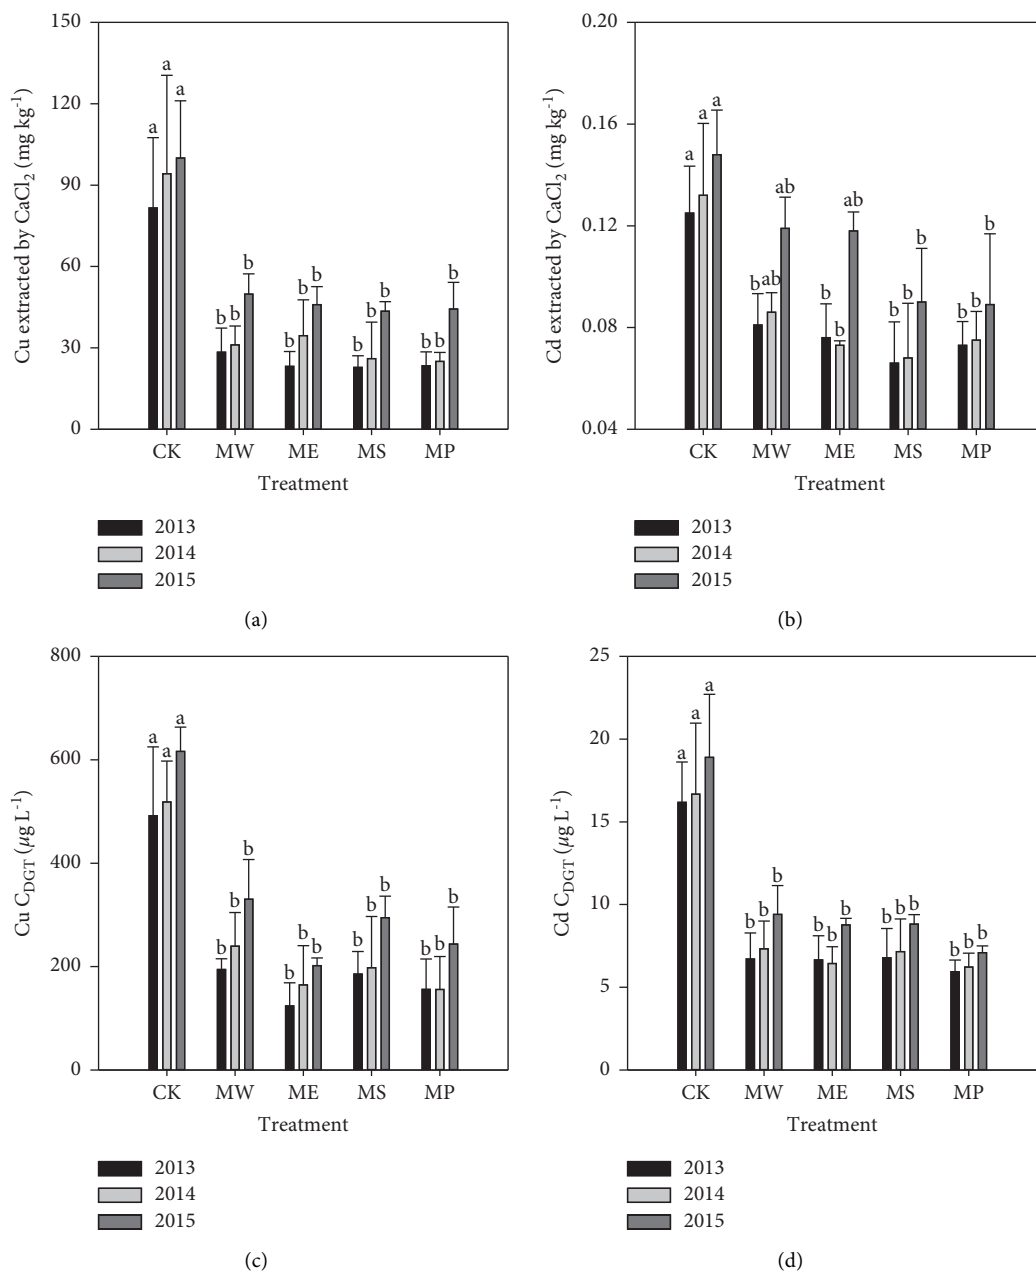 150
120
90
60
30
0
Cu extracted by CaCl₂ (mg kg⁻¹)
a
a
a
b b
b
b
b
b
b
b
b
b b
b
CK MW ME MS MP
Treatment
2013
2014
2015
(a)
0.20
0.16
0.12
0.08
0.04
Cd extracted by CaCl₂ (mg kg⁻¹)
a
a
a
b
ab
ab
b
b
ab
b
b
b
b
b
b
CK MW ME MS MP
Treatment
2013
2014
2015
(b)
800
600
400
200
0
Cu C_DGT (µg L⁻¹)
a
a
a
b
b
b
b
b
b
b
b
b
b b
b
CK MW ME MS MP
Treatment
2013
2014
2015
(c)
25
20
15
10
5
0
Cd C_DGT (µg L⁻¹)
a
a
a
b
b
b
b
b
b
b
b
b
b
b
b
CK MW ME MS MP
Treatment
2013
2014
2015
(d)